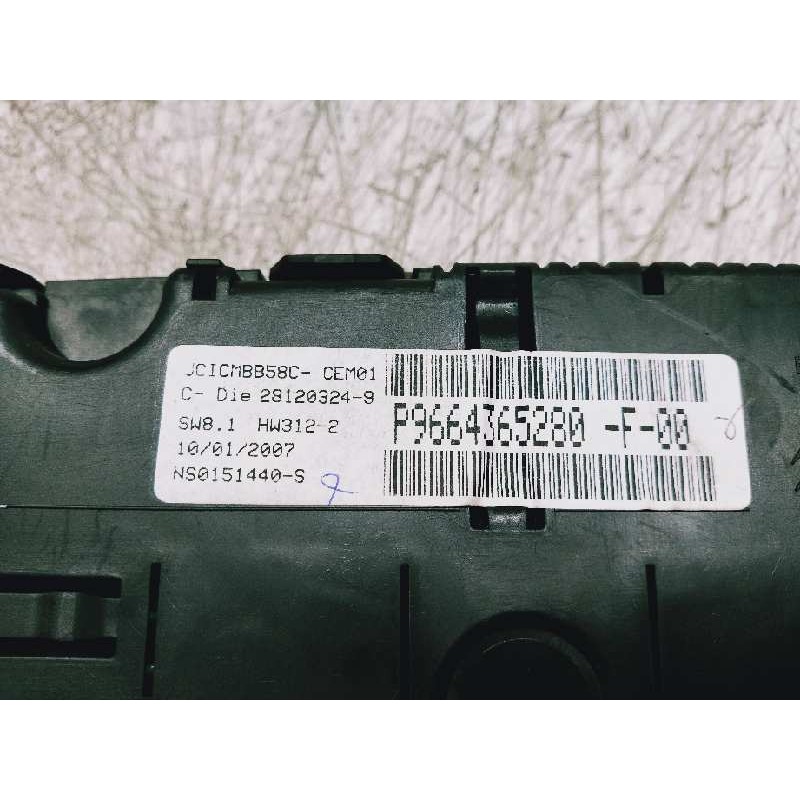 JCICMBB58C- CEM01
C- Die 28120324-9
SW8.1 HW312-2
10/01/2007
NS0151440-S
P9664365280 -F-00